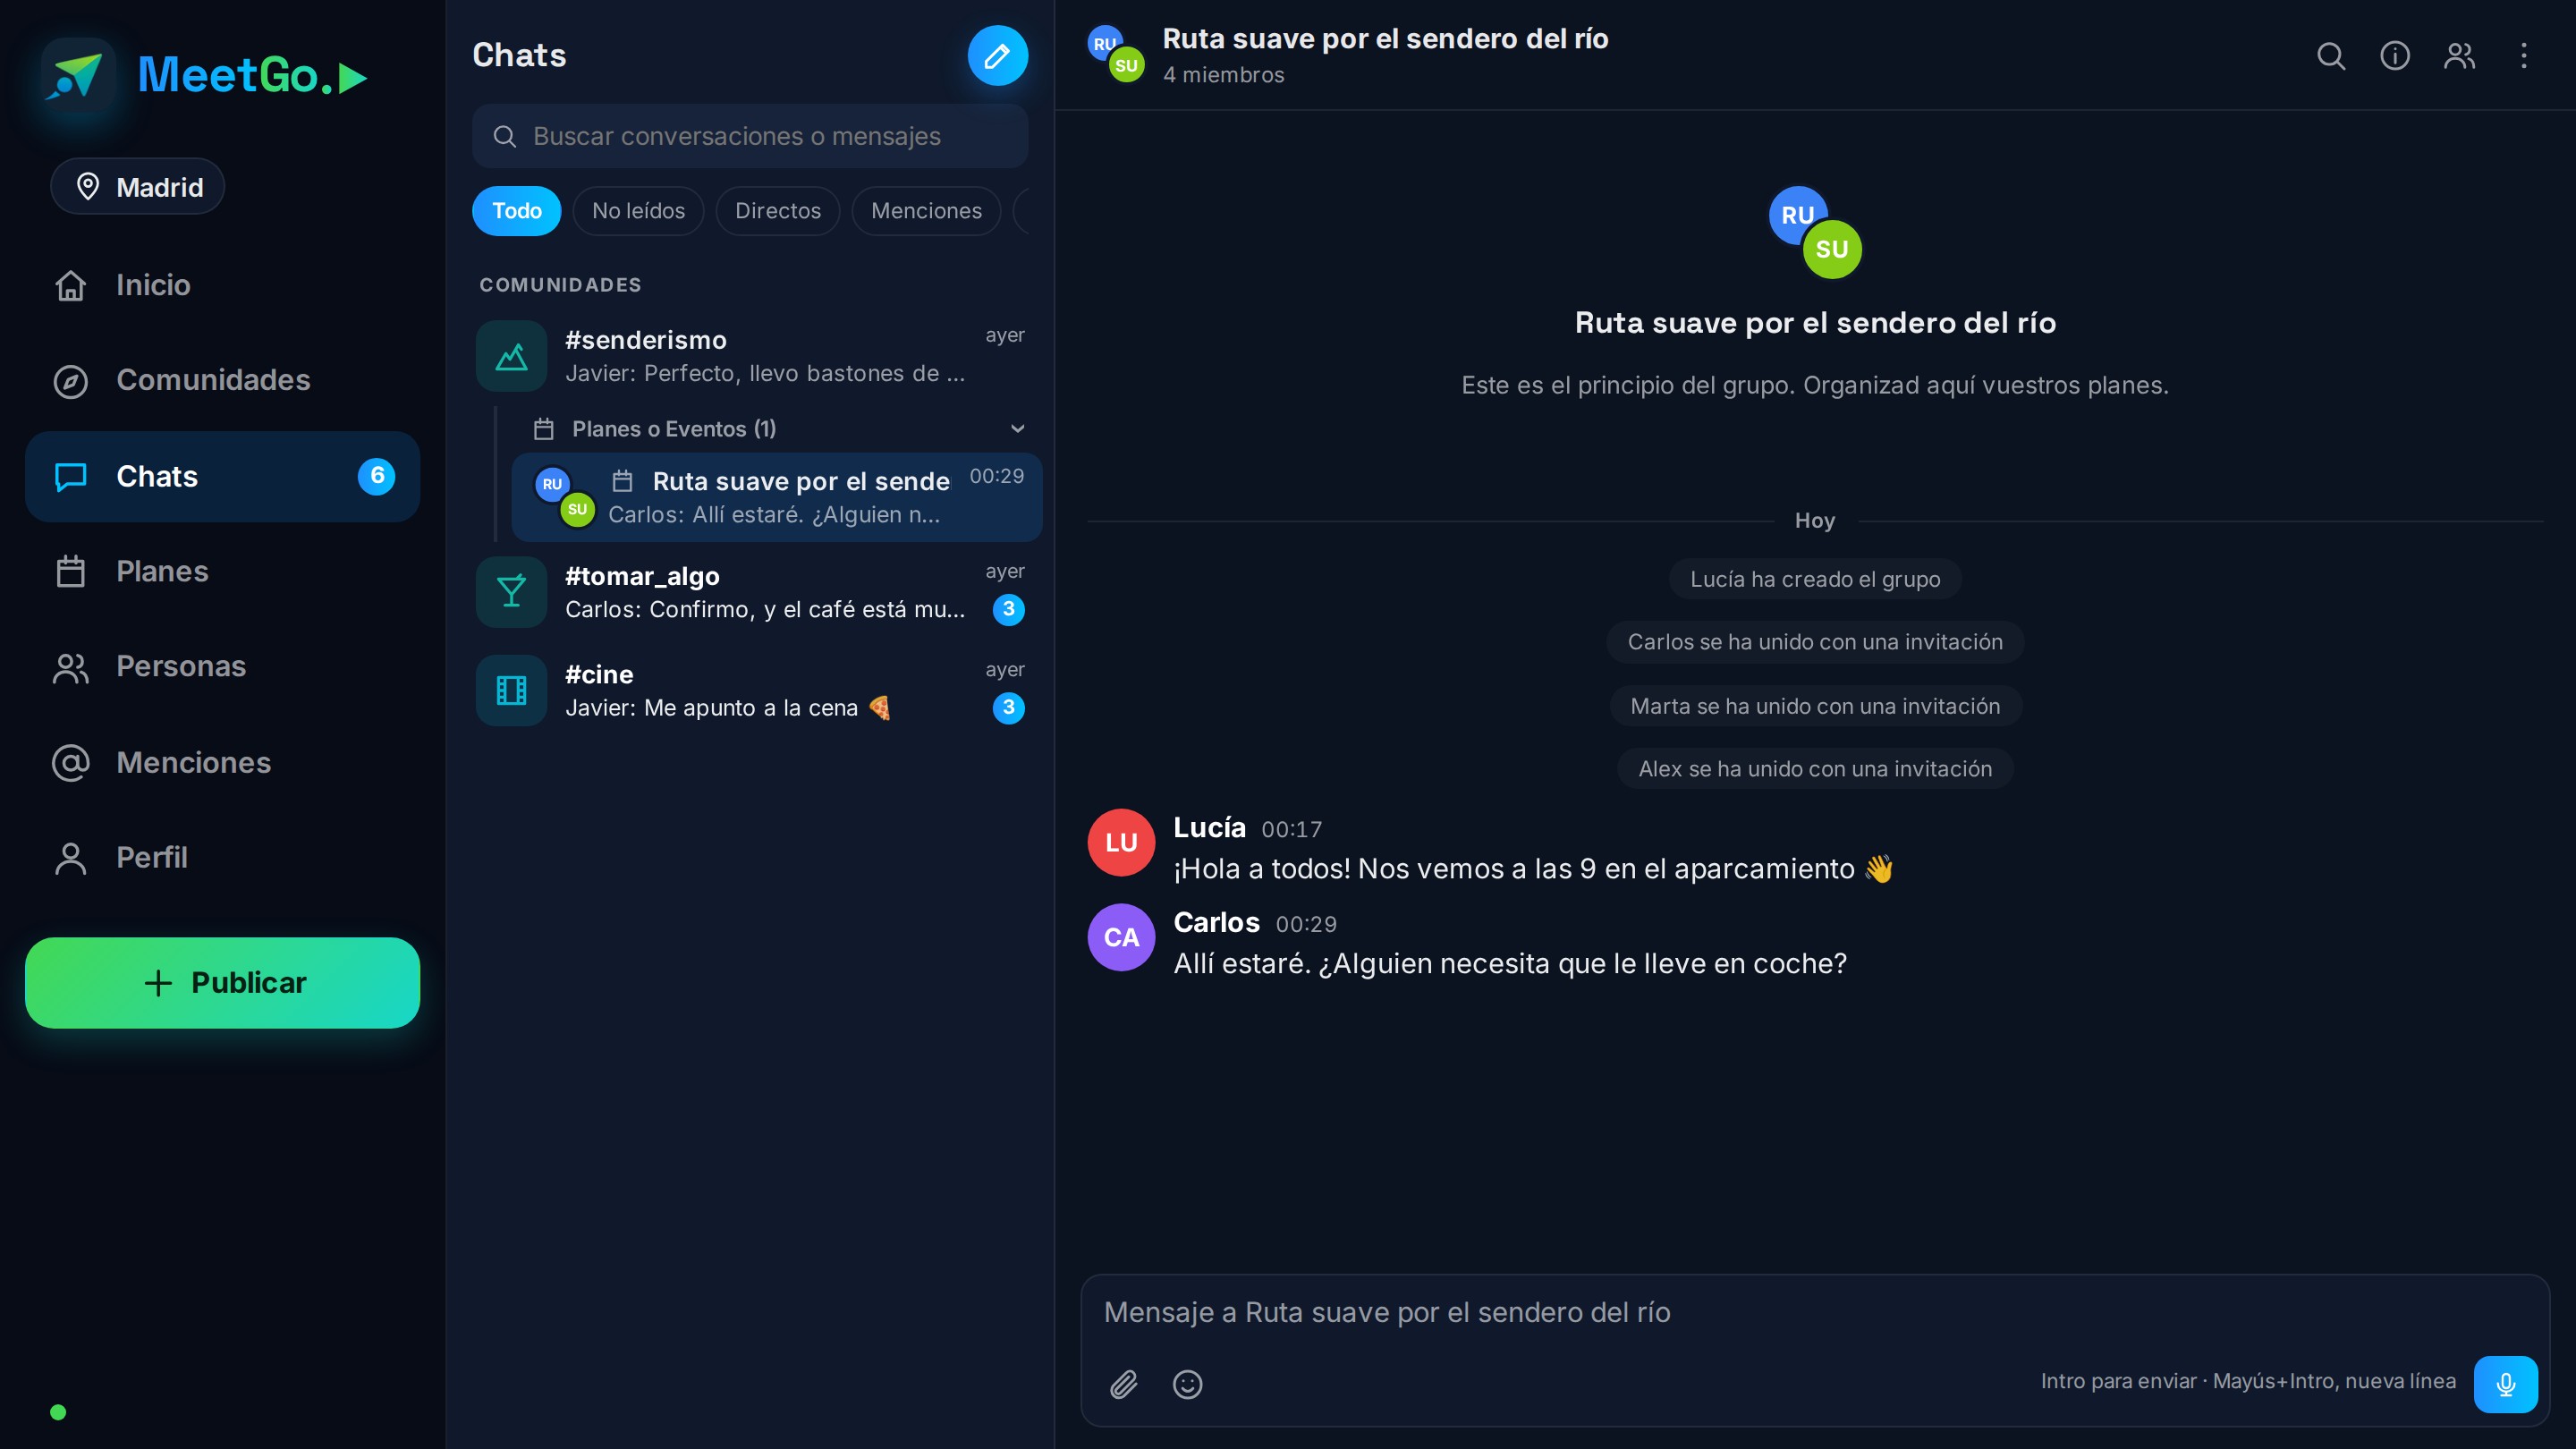 MeetGo.
Madrid
Inicio
Comunidades
Chats
6
Planes
Personas
Menciones
Perfil
Publicar
Chats
Buscar conversaciones o mensajes
Todo
No leídos
Directos
Menciones
COMUNIDADES
#senderismo
ayer
Javier: Perfecto, llevo bastones de ...
Planes o Eventos (1)
RU
SU
Ruta suave por el sende
00:29
Carlos: Allí estaré. ¿Alguien n...
#tomar_algo
ayer
Carlos: Confirmo, y el café está mu...
3
#cine
ayer
Javier: Me apunto a la cena 🍕
3
RU
SU
Ruta suave por el sendero del río
4 miembros
RU
SU
Ruta suave por el sendero del río
Este es el principio del grupo. Organizad aquí vuestros planes.
Hoy
Lucía ha creado el grupo
Carlos se ha unido con una invitación
Marta se ha unido con una invitación
Alex se ha unido con una invitación
LU
Lucía 00:17
¡Hola a todos! Nos vemos a las 9 en el aparcamiento 👋
CA
Carlos 00:29
Allí estaré. ¿Alguien necesita que le lleve en coche?
Mensaje a Ruta suave por el sendero del río
Intro para enviar · Mayús+Intro, nueva línea